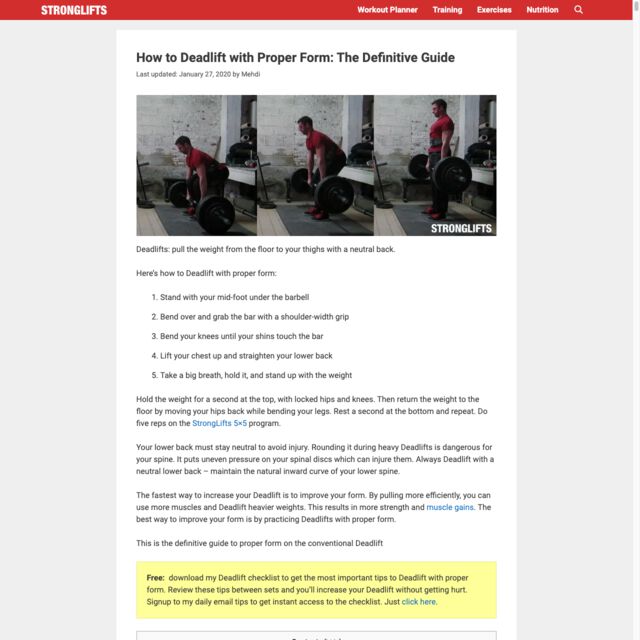 STRONGLIFTS
Workout Planner Training Exercises Nutrition
How to Deadlift with Proper Form: The Definitive Guide
Last updated: January 27, 2020 by Mehdi
STRONGLIFTS
Deadlifts: pull the weight from the floor to your thighs with a neutral back.
Here's how to Deadlift with proper form:
1. Stand with your mid-foot under the barbell
2. Bend over and grab the bar with a shoulder-width grip
3. Bend your knees until your shins touch the bar
4. Lift your chest up and straighten your lower back
5. Take a big breath, hold it, and stand up with the weight
Hold the weight for a second at the top, with locked hips and knees. Then return the weight to the
floor by moving your hips back while bending your legs. Rest a second at the bottom and repeat. Do
five reps on the StrongLifts 5×5 program.
Your lower back must stay neutral to avoid injury. Rounding it during heavy Deadlifts is dangerous for
your spine. It puts uneven pressure on your spinal discs which can injure them. Always Deadlift with a
neutral lower back – maintain the natural inward curve of your lower spine.
The fastest way to increase your Deadlift is to improve your form. By pulling more efficiently, you can
use more muscles and Deadlift heavier weights. This results in more strength and muscle gains. The
best way to improve your form is by practicing Deadlifts with proper form.
This is the definitive guide to proper form on the conventional Deadlift
Free: download my Deadlift checklist to get the most important tips to Deadlift with proper
form. Review these tips between sets and you'll increase your Deadlift without getting hurt.
Signup to my daily email tips to get instant access to the checklist. Just click here.